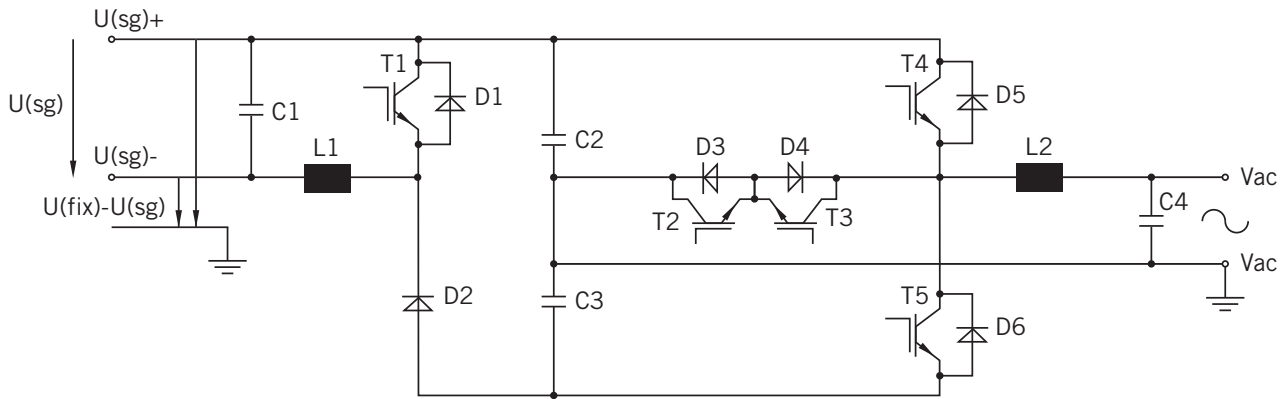 U(sg)+
U(sg)
U(sg)-
U(fix)-U(sg)
C1
L1
T1
D1
D2
C2
C3
D3
D4
T2
T3
T4
D5
T5
D6
L2
C4
Vac
Vac